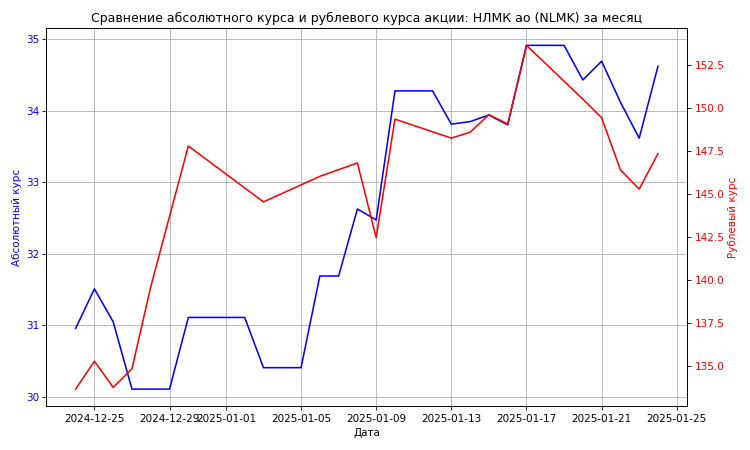 Сравнение абсолютного курса и рублевого курса акции: НЛМК ао (NLMK) за месяц
35
34
33
32
31
30
Абсолютный курс
152.5
150.0
147.5
145.0
142.5
140.0
137.5
135.0
Рублевый курс
2024-12-25 2024-12-29 2025-01-01 2025-01-05 2025-01-09 2025-01-13 2025-01-17 2025-01-21 2025-01-25
Дата